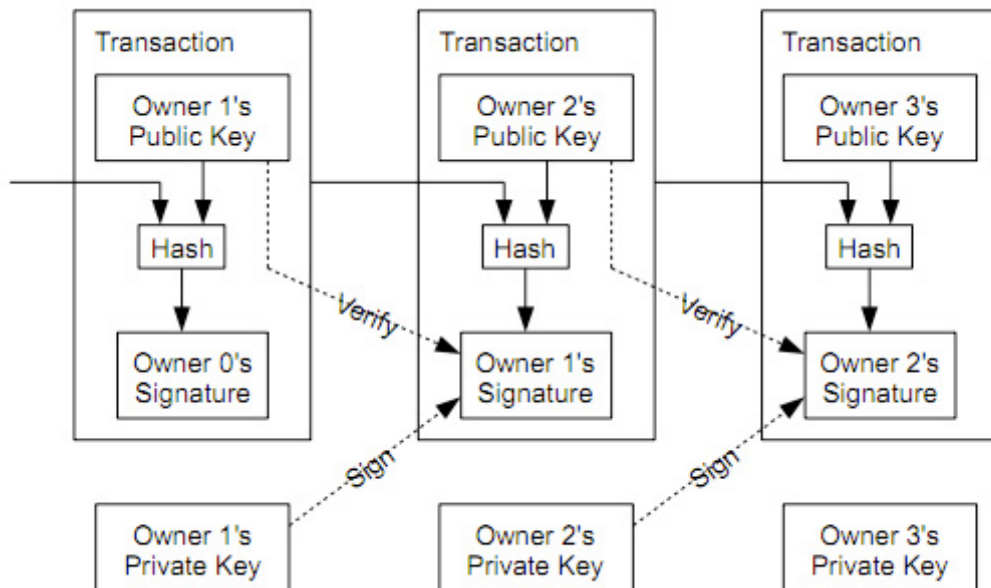 Transaction
Owner 1's
Public Key
Hash
Owner 0's
Signature
Transaction
Owner 2's
Public Key
Hash
Verify
Owner 1's
Signature
Transaction
Owner 3's
Public Key
Hash
Verify
Owner 2's
Signature
Sign
Sign
Owner 1's
Private Key
Owner 2's
Private Key
Owner 3's
Private Key